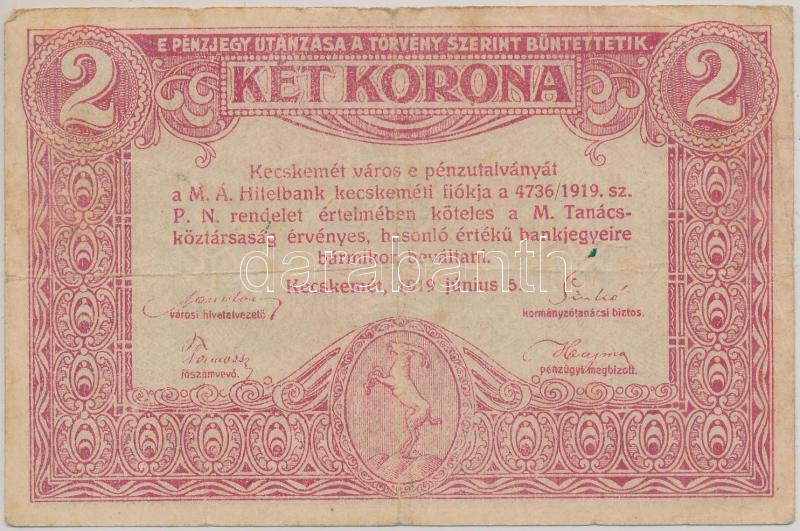 E PÉNZJEGY UTÁNZÁSA A TÖRVÉNY SZERINT BÜNTETTETIK.
2 KÉT KORONA 2
Kecskemét város e pénzutalványát
a M. Á. Hitelbank kecskeméti fiókja a 4736/1919. sz.
P. N. rendelet értelmében köteles a M. Tanács-
köztársaság érvényes, hasonló értékű bankjegyeire
bármikor beváltani.
darabanth
Kecskemét, 1919. június 5.
városi hivatalvezető
kormányzótanácsi biztos.
főszámvevő.
pénzügyi megbizott.